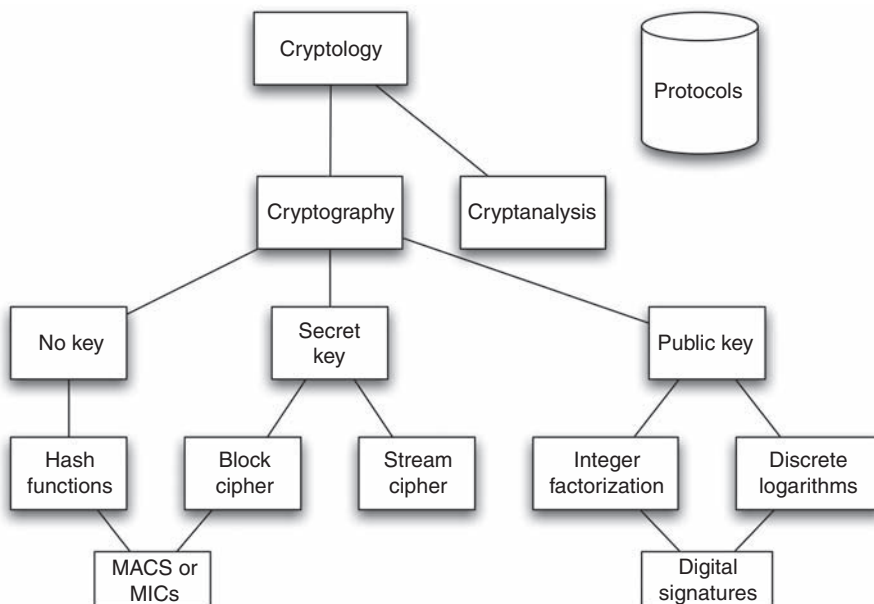 Cryptology
Protocols
Cryptography
Cryptanalysis
No key
Secret
key
Public key
Hash
functions
Block
cipher
Stream
cipher
Integer
factorization
Discrete
logarithms
MACS or
MICs
Digital
signatures